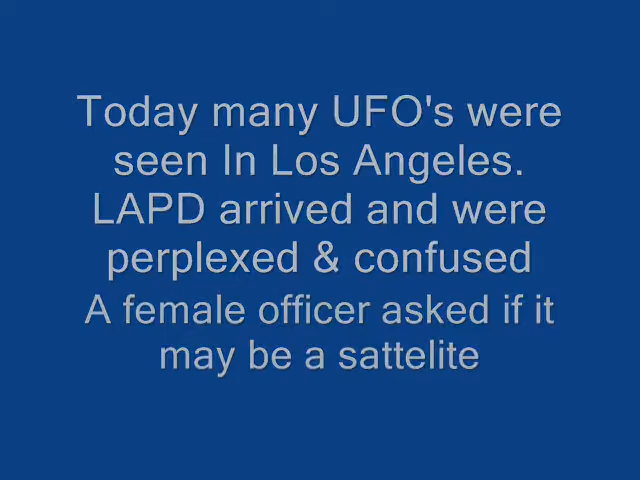 Today many UFO's were
seen In Los Angeles.
LAPD arrived and were
perplexed & confused
A female officer asked if it
may be a sattelite